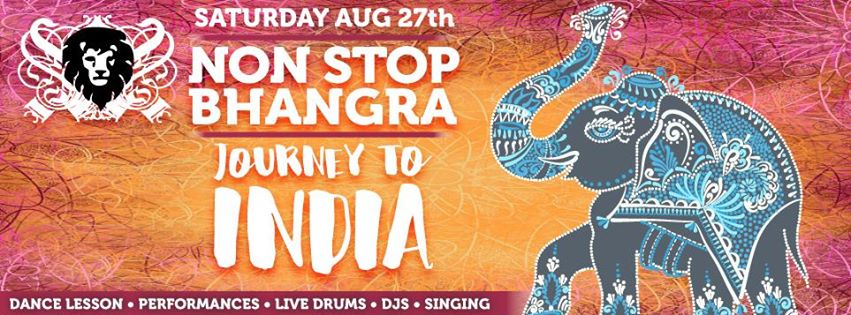 SATURDAY AUG 27th
NON STOP
BHANGRA
JOURNEY TO
INDIA
DANCE LESSON • PERFORMANCES • LIVE DRUMS • DJS • SINGING